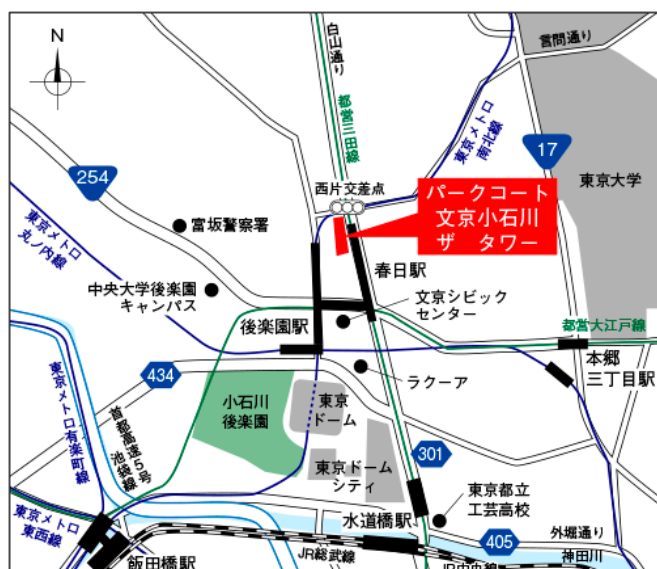 N
白山通り
都営三田線
言問通り
東京メトロ
南北線
17
東京大学
254
西片交差点
パークコート
文京小石川
ザ タワー
東京メトロ
丸ノ内線
富坂警察署
春日駅
中央大学後楽園
キャンパス
文京シビック
センター
後楽園駅
都営大江戸線
本郷
三丁目駅
434
ラクーア
小石川
後楽園
東京
ドーム
東京メトロ有楽町線
首都高速5号
池袋線
東京ドーム
シティ
301
東京都立
工芸高校
水道橋駅
外堀通り
405
神田川
東京メトロ
東西線
飯田橋駅
JR総武線
JR中央線